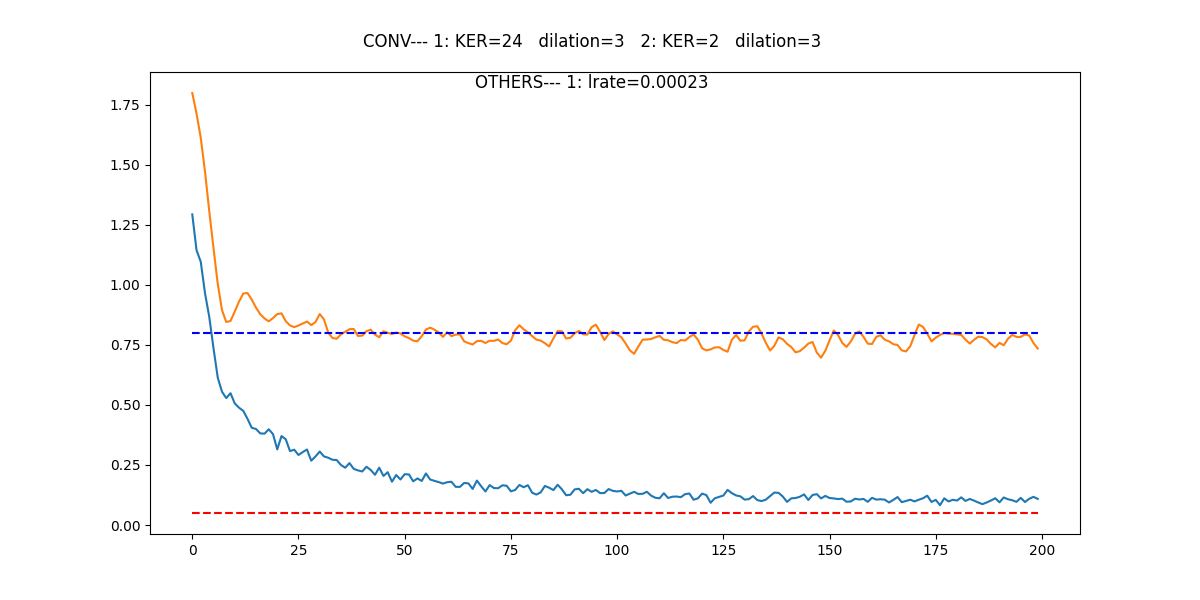 CONV--- 1: KER=24   dilation=3   2: KER=2   dilation=3
OTHERS--- 1: lrate=0.00023
1.75
1.50
1.25
1.00
0.75
0.50
0.25
0.00
0 25 50 75 100 125 150 175 200